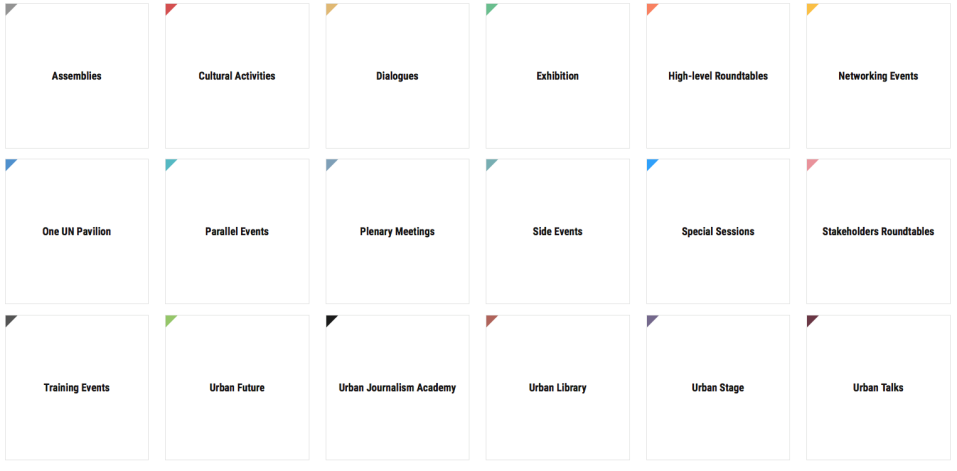 Assemblies
Cultural Activities
Dialogues
Exhibition
High-level Roundtables
Networking Events
One UN Pavilion
Parallel Events
Plenary Meetings
Side Events
Special Sessions
Stakeholders Roundtables
Training Events
Urban Future
Urban Journalism Academy
Urban Library
Urban Stage
Urban Talks